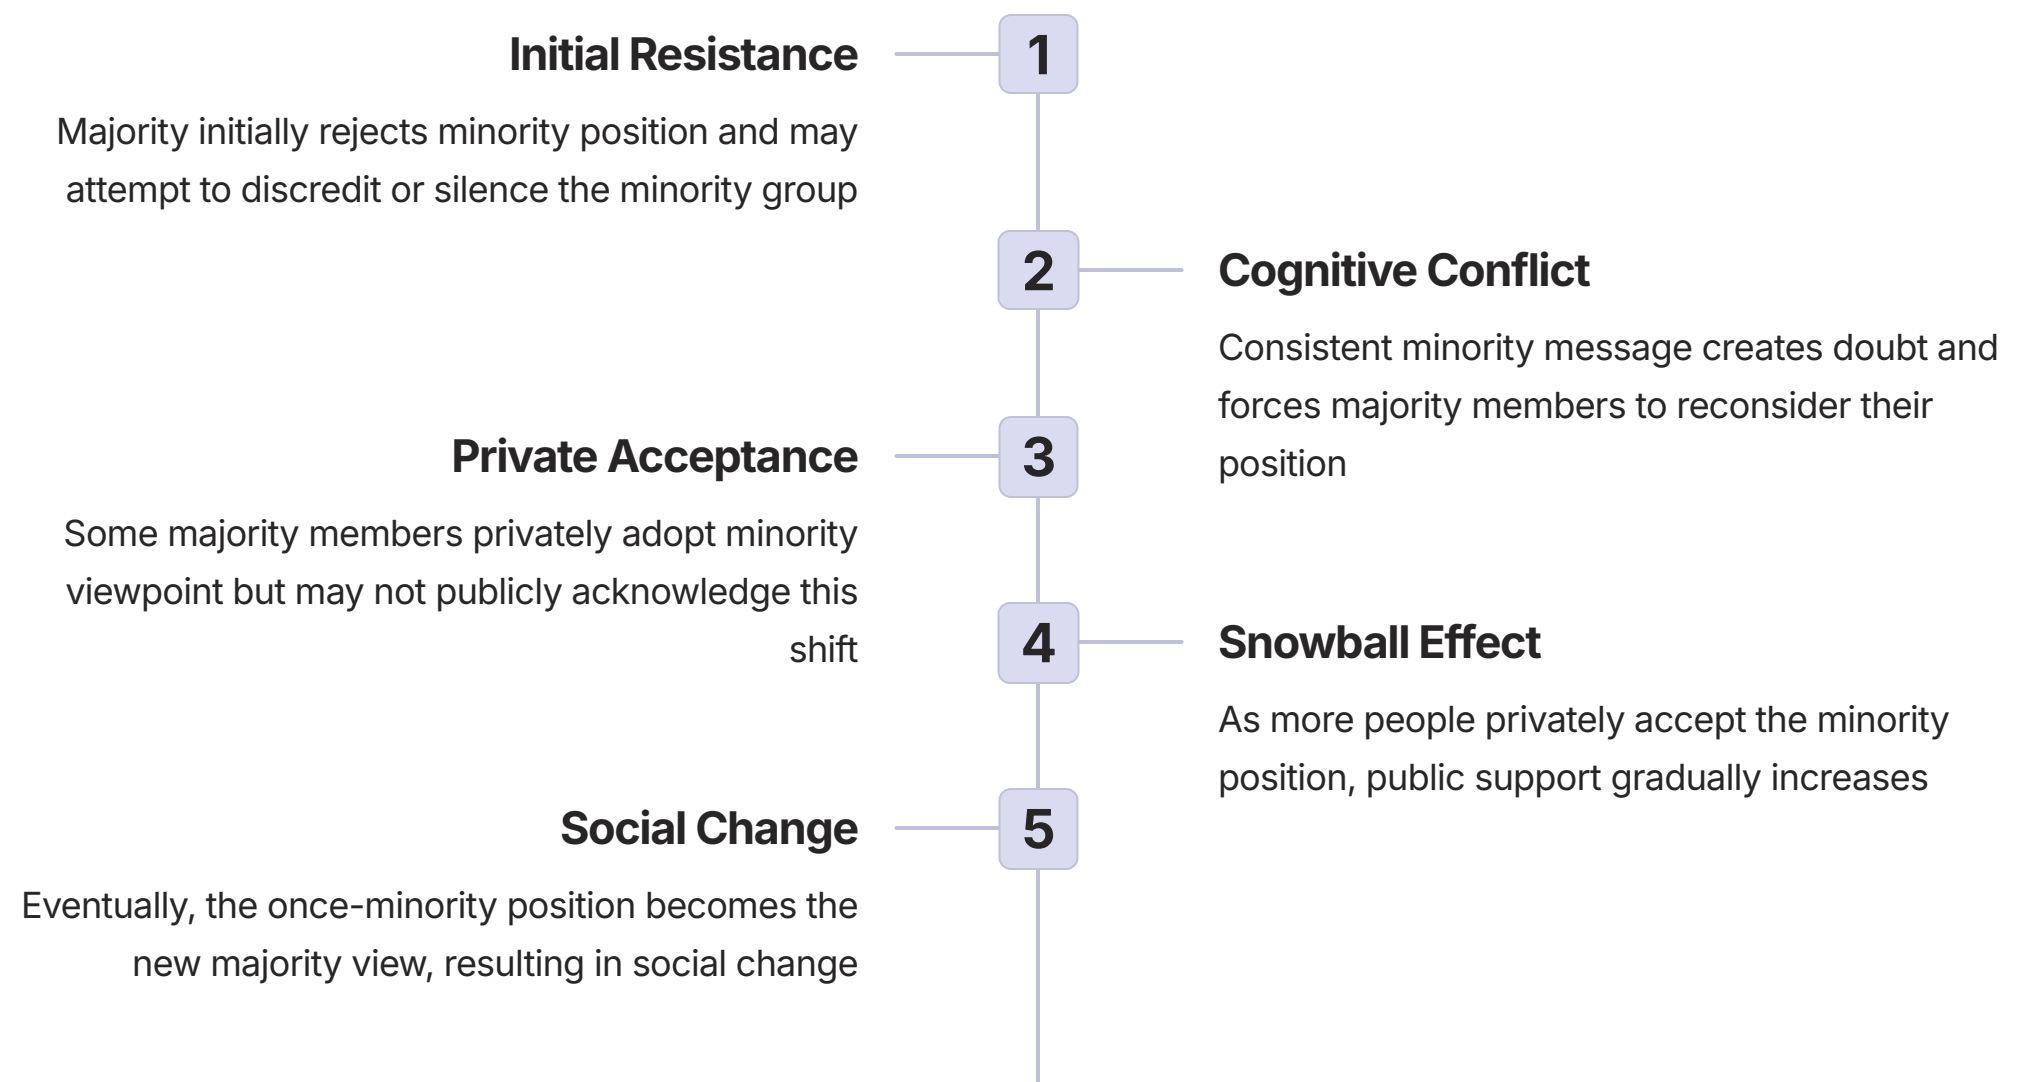 1
Initial Resistance
Majority initially rejects minority position and may
attempt to discredit or silence the minority group
2
Cognitive Conflict
Consistent minority message creates doubt and
forces majority members to reconsider their
position
3
Private Acceptance
Some majority members privately adopt minority
viewpoint but may not publicly acknowledge this
shift
4
Snowball Effect
As more people privately accept the minority
position, public support gradually increases
5
Social Change
Eventually, the once-minority position becomes the
new majority view, resulting in social change